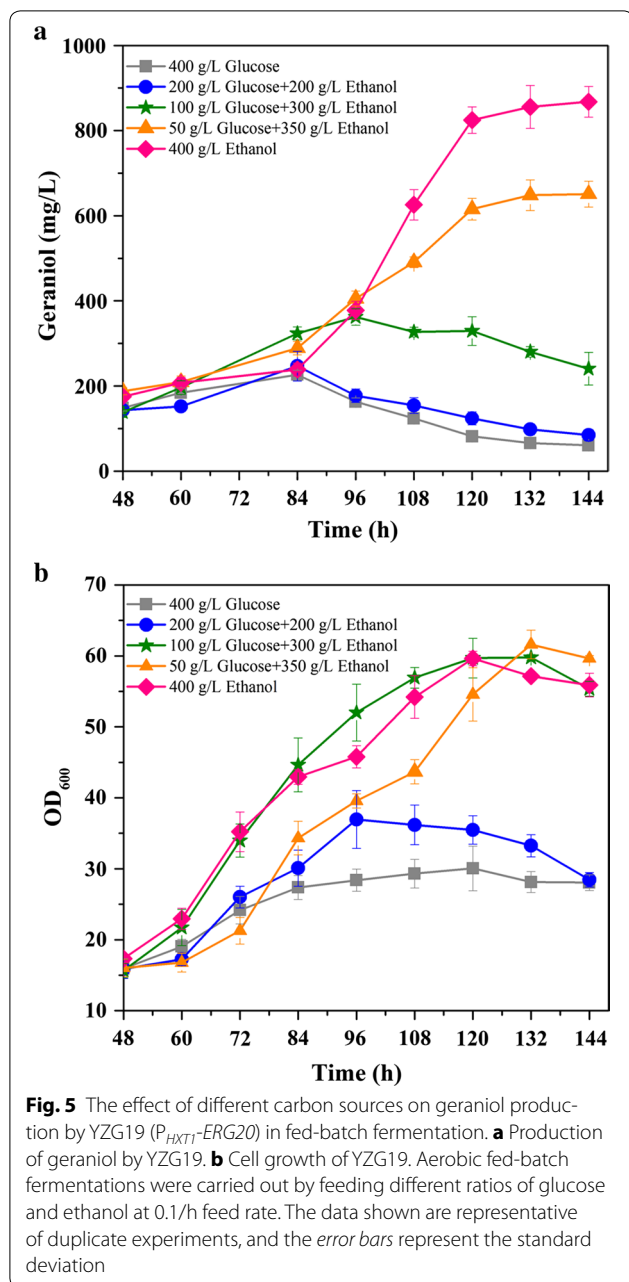 a
1000
800
600
400
200
0
Geraniol (mg/L)
400 g/L Glucose
200 g/L Glucose+200 g/L Ethanol
100 g/L Glucose+300 g/L Ethanol
50 g/L Glucose+350 g/L Ethanol
400 g/L Ethanol
48 60 72 84 96 108 120 132 144
Time (h)
b
70
60
50
40
30
20
10
OD600
400 g/L Glucose
200 g/L Glucose+200 g/L Ethanol
100 g/L Glucose+300 g/L Ethanol
50 g/L Glucose+350 g/L Ethanol
400 g/L Ethanol
48 60 72 84 96 108 120 132 144
Time (h)
Fig. 5 The effect of different carbon sources on geraniol produc-
tion by YZG19 (PHXT1-ERG20) in fed-batch fermentation. a Production
of geraniol by YZG19. b Cell growth of YZG19. Aerobic fed-batch
fermentations were carried out by feeding different ratios of glucose
and ethanol at 0.1/h feed rate. The data shown are representative
of duplicate experiments, and the error bars represent the standard
deviation